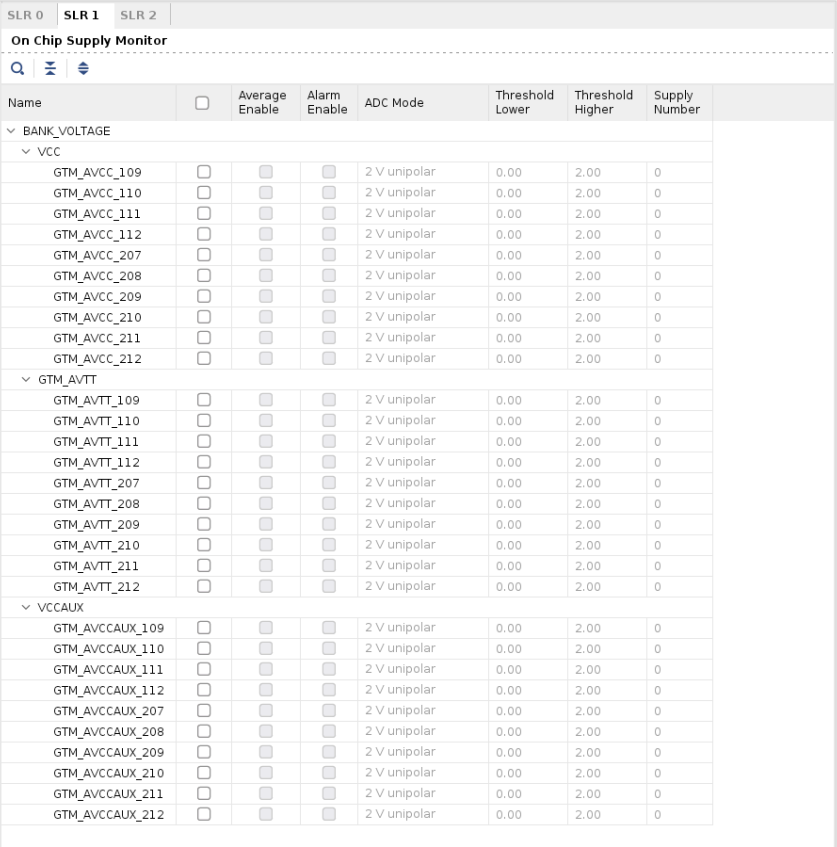 SLR 0 SLR 1 SLR 2
On Chip Supply Monitor
Name Average Enable Alarm Enable ADC Mode Threshold Lower Threshold Higher Supply Number
BANK_VOLTAGE
VCC
GTM_AVCC_109 2 V unipolar 0.00 2.00 0
GTM_AVCC_110 2 V unipolar 0.00 2.00 0
GTM_AVCC_111 2 V unipolar 0.00 2.00 0
GTM_AVCC_112 2 V unipolar 0.00 2.00 0
GTM_AVCC_207 2 V unipolar 0.00 2.00 0
GTM_AVCC_208 2 V unipolar 0.00 2.00 0
GTM_AVCC_209 2 V unipolar 0.00 2.00 0
GTM_AVCC_210 2 V unipolar 0.00 2.00 0
GTM_AVCC_211 2 V unipolar 0.00 2.00 0
GTM_AVCC_212 2 V unipolar 0.00 2.00 0
GTM_AVTT
GTM_AVTT_109 2 V unipolar 0.00 2.00 0
GTM_AVTT_110 2 V unipolar 0.00 2.00 0
GTM_AVTT_111 2 V unipolar 0.00 2.00 0
GTM_AVTT_112 2 V unipolar 0.00 2.00 0
GTM_AVTT_207 2 V unipolar 0.00 2.00 0
GTM_AVTT_208 2 V unipolar 0.00 2.00 0
GTM_AVTT_209 2 V unipolar 0.00 2.00 0
GTM_AVTT_210 2 V unipolar 0.00 2.00 0
GTM_AVTT_211 2 V unipolar 0.00 2.00 0
GTM_AVTT_212 2 V unipolar 0.00 2.00 0
VCCAUX
GTM_AVCCAUX_109 2 V unipolar 0.00 2.00 0
GTM_AVCCAUX_110 2 V unipolar 0.00 2.00 0
GTM_AVCCAUX_111 2 V unipolar 0.00 2.00 0
GTM_AVCCAUX_112 2 V unipolar 0.00 2.00 0
GTM_AVCCAUX_207 2 V unipolar 0.00 2.00 0
GTM_AVCCAUX_208 2 V unipolar 0.00 2.00 0
GTM_AVCCAUX_209 2 V unipolar 0.00 2.00 0
GTM_AVCCAUX_210 2 V unipolar 0.00 2.00 0
GTM_AVCCAUX_211 2 V unipolar 0.00 2.00 0
GTM_AVCCAUX_212 2 V unipolar 0.00 2.00 0